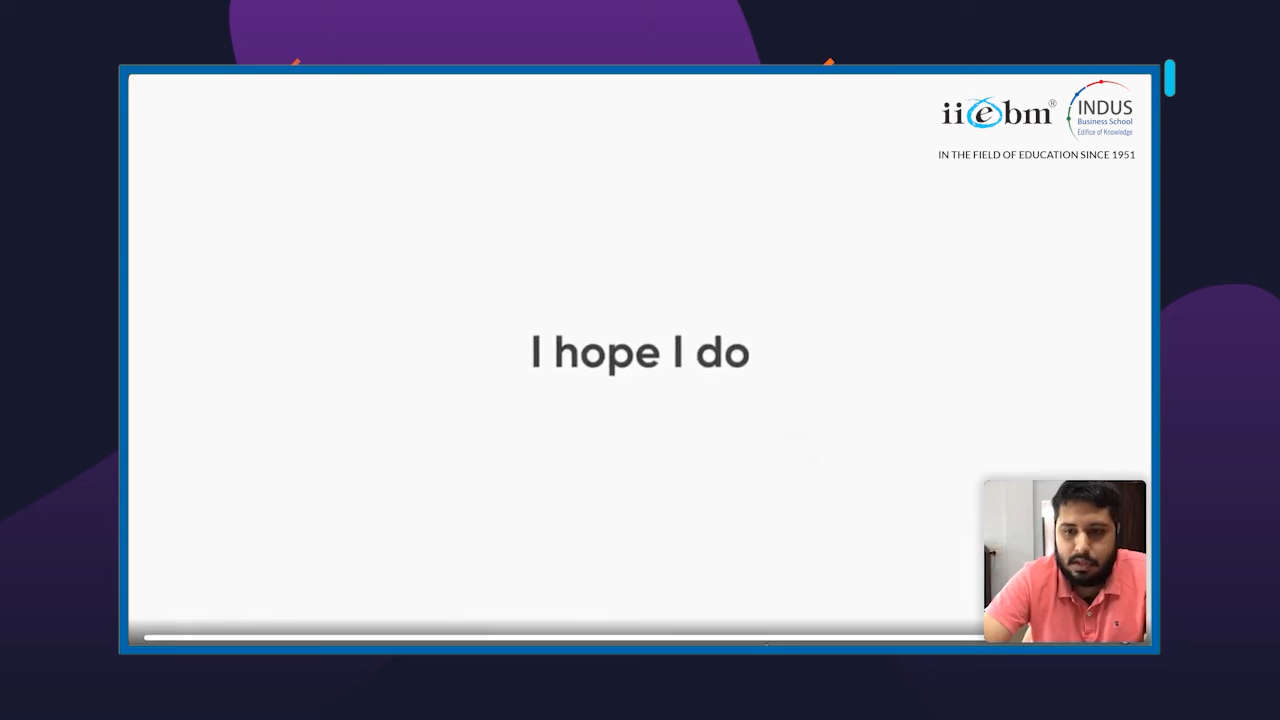 iiebm®
INDUS
Business School
Edifice of Knowledge
IN THE FIELD OF EDUCATION SINCE 1951
I hope I do